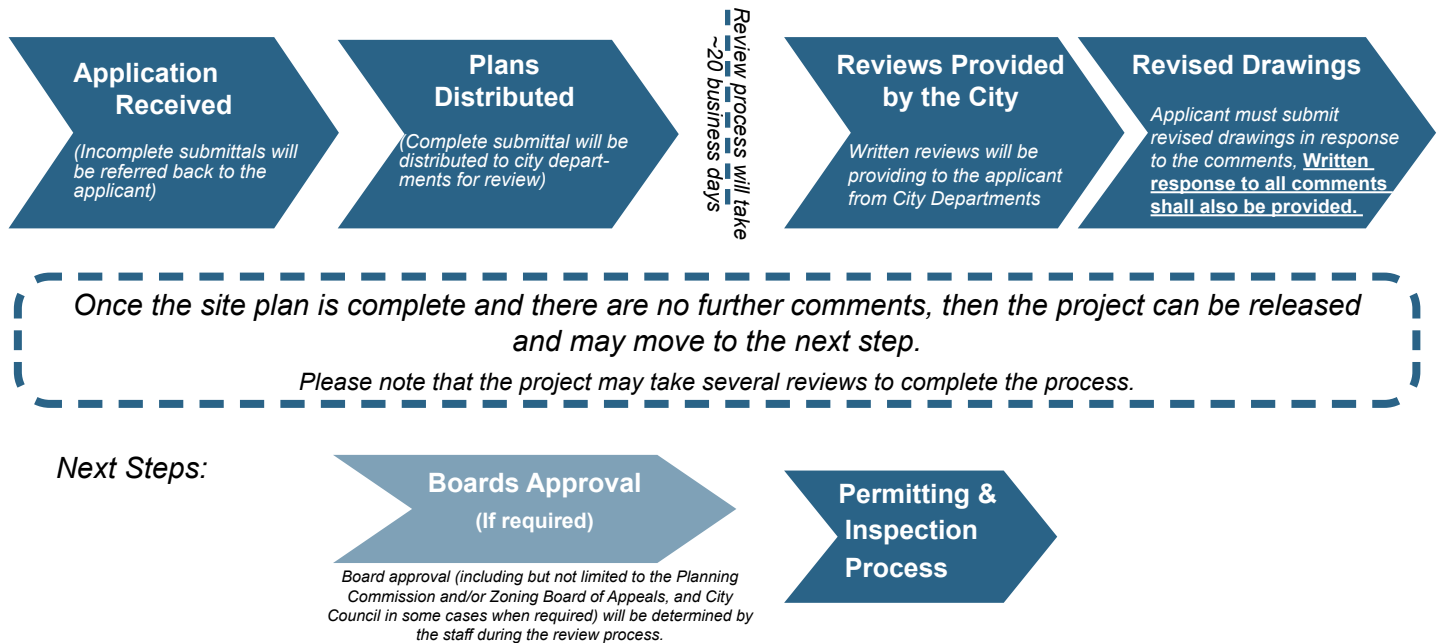 Application
Received
(Incomplete submittals will
be referred back to the
applicant)
Plans
Distributed
(Complete submittal will be
distributed to city depart-
ments for review)
Review process will take
~20 business days
Reviews Provided
by the City
Written reviews will be
providing to the applicant
from City Departments
Revised Drawings
Applicant must submit
revised drawings in response
to the comments, Written
response to all comments
shall also be provided.
Once the site plan is complete and there are no further comments, then the project can be released
and may move to the next step.
Please note that the project may take several reviews to complete the process.
Next Steps:
Boards Approval
(If required)
Board approval (including but not limited to the Planning
Commission and/or Zoning Board of Appeals, and City
Council in some cases when required) will be determined by
the staff during the review process.
Permitting &
Inspection
Process